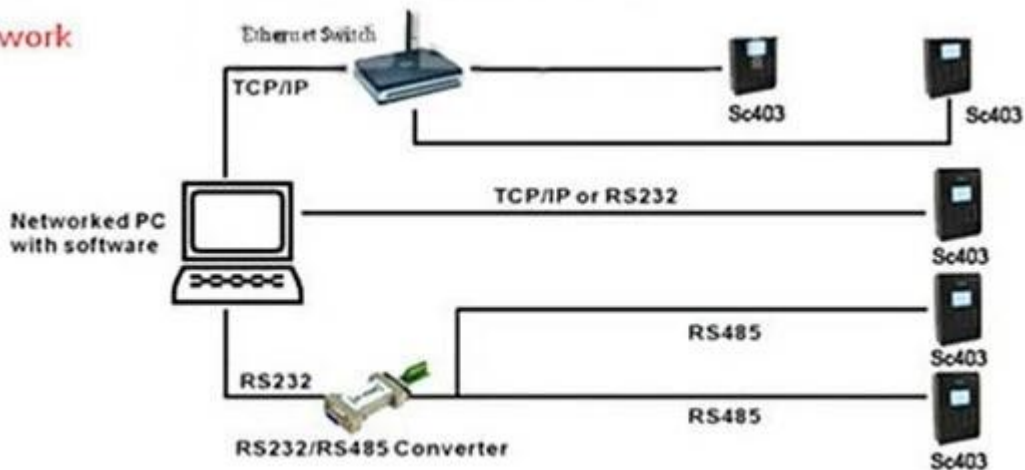 work
Ethernet Switch
TCP/IP
Sc403
Sc403
TCP/IP or RS232
Networked PC
with software
Sc403
RS485
Sc403
RS232
RS485
RS232/RS485 Converter
Sc403